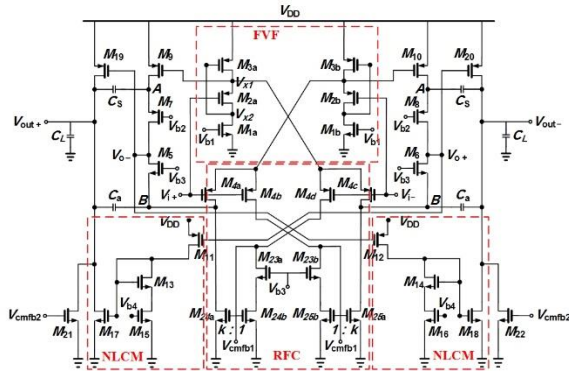 VDD
FVF
M19
M9
M3a
M3b
M10
M20
CS
A
Vx1
A
CS
M7
M2a
M2b
M8
Vout+
Vb2
Vx2
Vb2
Vout−
CL
M1a
M1b
CL
Vo−
M5
Vb1
Vb1
M6
Vo+
Vb3
Vb3
M4a
M4b
M4d
M4c
Vi+
Vi−
Ca
B
B
Ca
VDD
VDD
M11
M12
M23a
M23b
M13
M14
Vb3
Vcmfb2
Vb4
Vb4
Vcmfb2
M24b
M25b
M25a
M21
M17
M15
k : 1
1 : k
M16
M18
M22
Vcmfb1
Vcmfb1
NLCM
RFC
NLCM